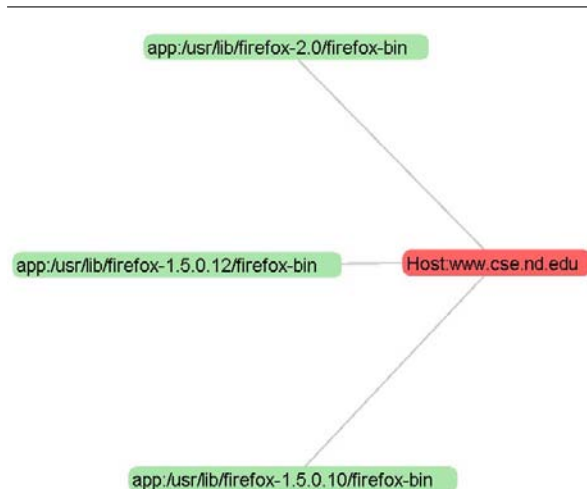 app:/usr/lib/firefox-2.0/firefox-bin
app:/usr/lib/firefox-1.5.0.12/firefox-bin
Host:www.cse.nd.edu
app:/usr/lib/firefox-1.5.0.10/firefox-bin